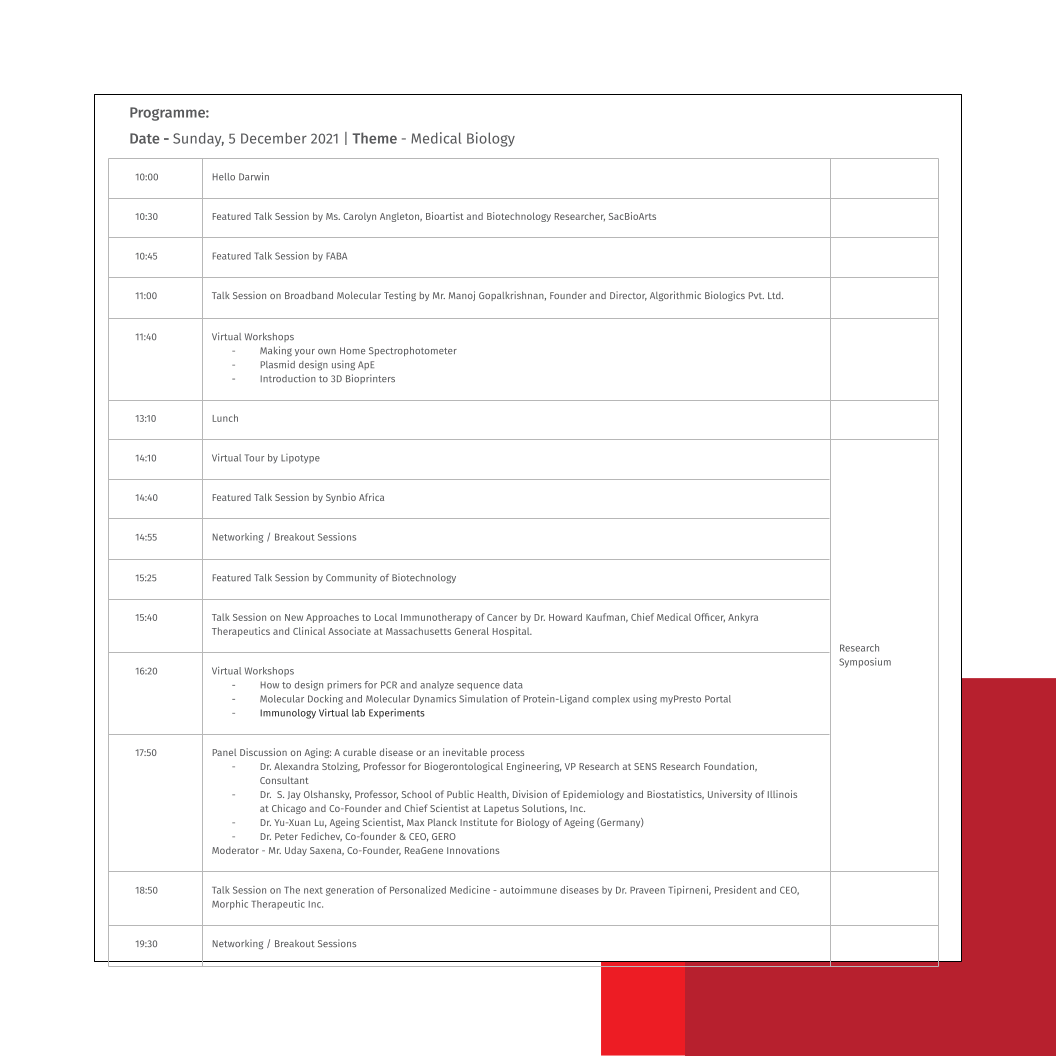 Programme:
Date - Sunday, 5 December 2021 | Theme - Medical Biology
10:00 Hello Darwin
10:30 Featured Talk Session by Ms. Carolyn Angleton, Bioartist and Biotechnology Researcher, SacBioArts
10:45 Featured Talk Session by FABA
11:00 Talk Session on Broadband Molecular Testing by Mr. Manoj Gopalkrishnan, Founder and Director, Algorithmic Biologics Pvt. Ltd.
11:40 Virtual Workshops
- Making your own Home Spectrophotometer
- Plasmid design using ApE
- Introduction to 3D Bioprinters
13:10 Lunch
14:10 Virtual Tour by Lipotype
14:40 Featured Talk Session by Synbio Africa
14:55 Networking / Breakout Sessions
15:25 Featured Talk Session by Community of Biotechnology
15:40 Talk Session on New Approaches to Local Immunotherapy of Cancer by Dr. Howard Kaufman, Chief Medical Officer, Ankyra
Therapeutics and Clinical Associate at Massachusetts General Hospital.
Research
Symposium
16:20 Virtual Workshops
- How to design primers for PCR and analyze sequence data
- Molecular Docking and Molecular Dynamics Simulation of Protein-Ligand complex using myPresto Portal
- Immunology Virtual lab Experiments
17:50 Panel Discussion on Aging: A curable disease or an inevitable process
- Dr. Alexandra Stolzing, Professor for Biogerontological Engineering, VP Research at SENS Research Foundation,
Consultant
- Dr. S. Jay Olshansky, Professor, School of Public Health, Division of Epidemiology and Biostatistics, University of Illinois
at Chicago and Co-Founder and Chief Scientist at Lapetus Solutions, Inc.
- Dr. Yu-Xuan Lu, Ageing Scientist, Max Planck Institute for Biology of Ageing (Germany)
- Dr. Peter Fedichev, Co-founder & CEO, GERO
Moderator - Mr. Uday Saxena, Co-Founder, ReaGene Innovations
18:50 Talk Session on The next generation of Personalized Medicine - autoimmune diseases by Dr. Praveen Tipirneni, President and CEO,
Morphic Therapeutic Inc.
19:30 Networking / Breakout Sessions